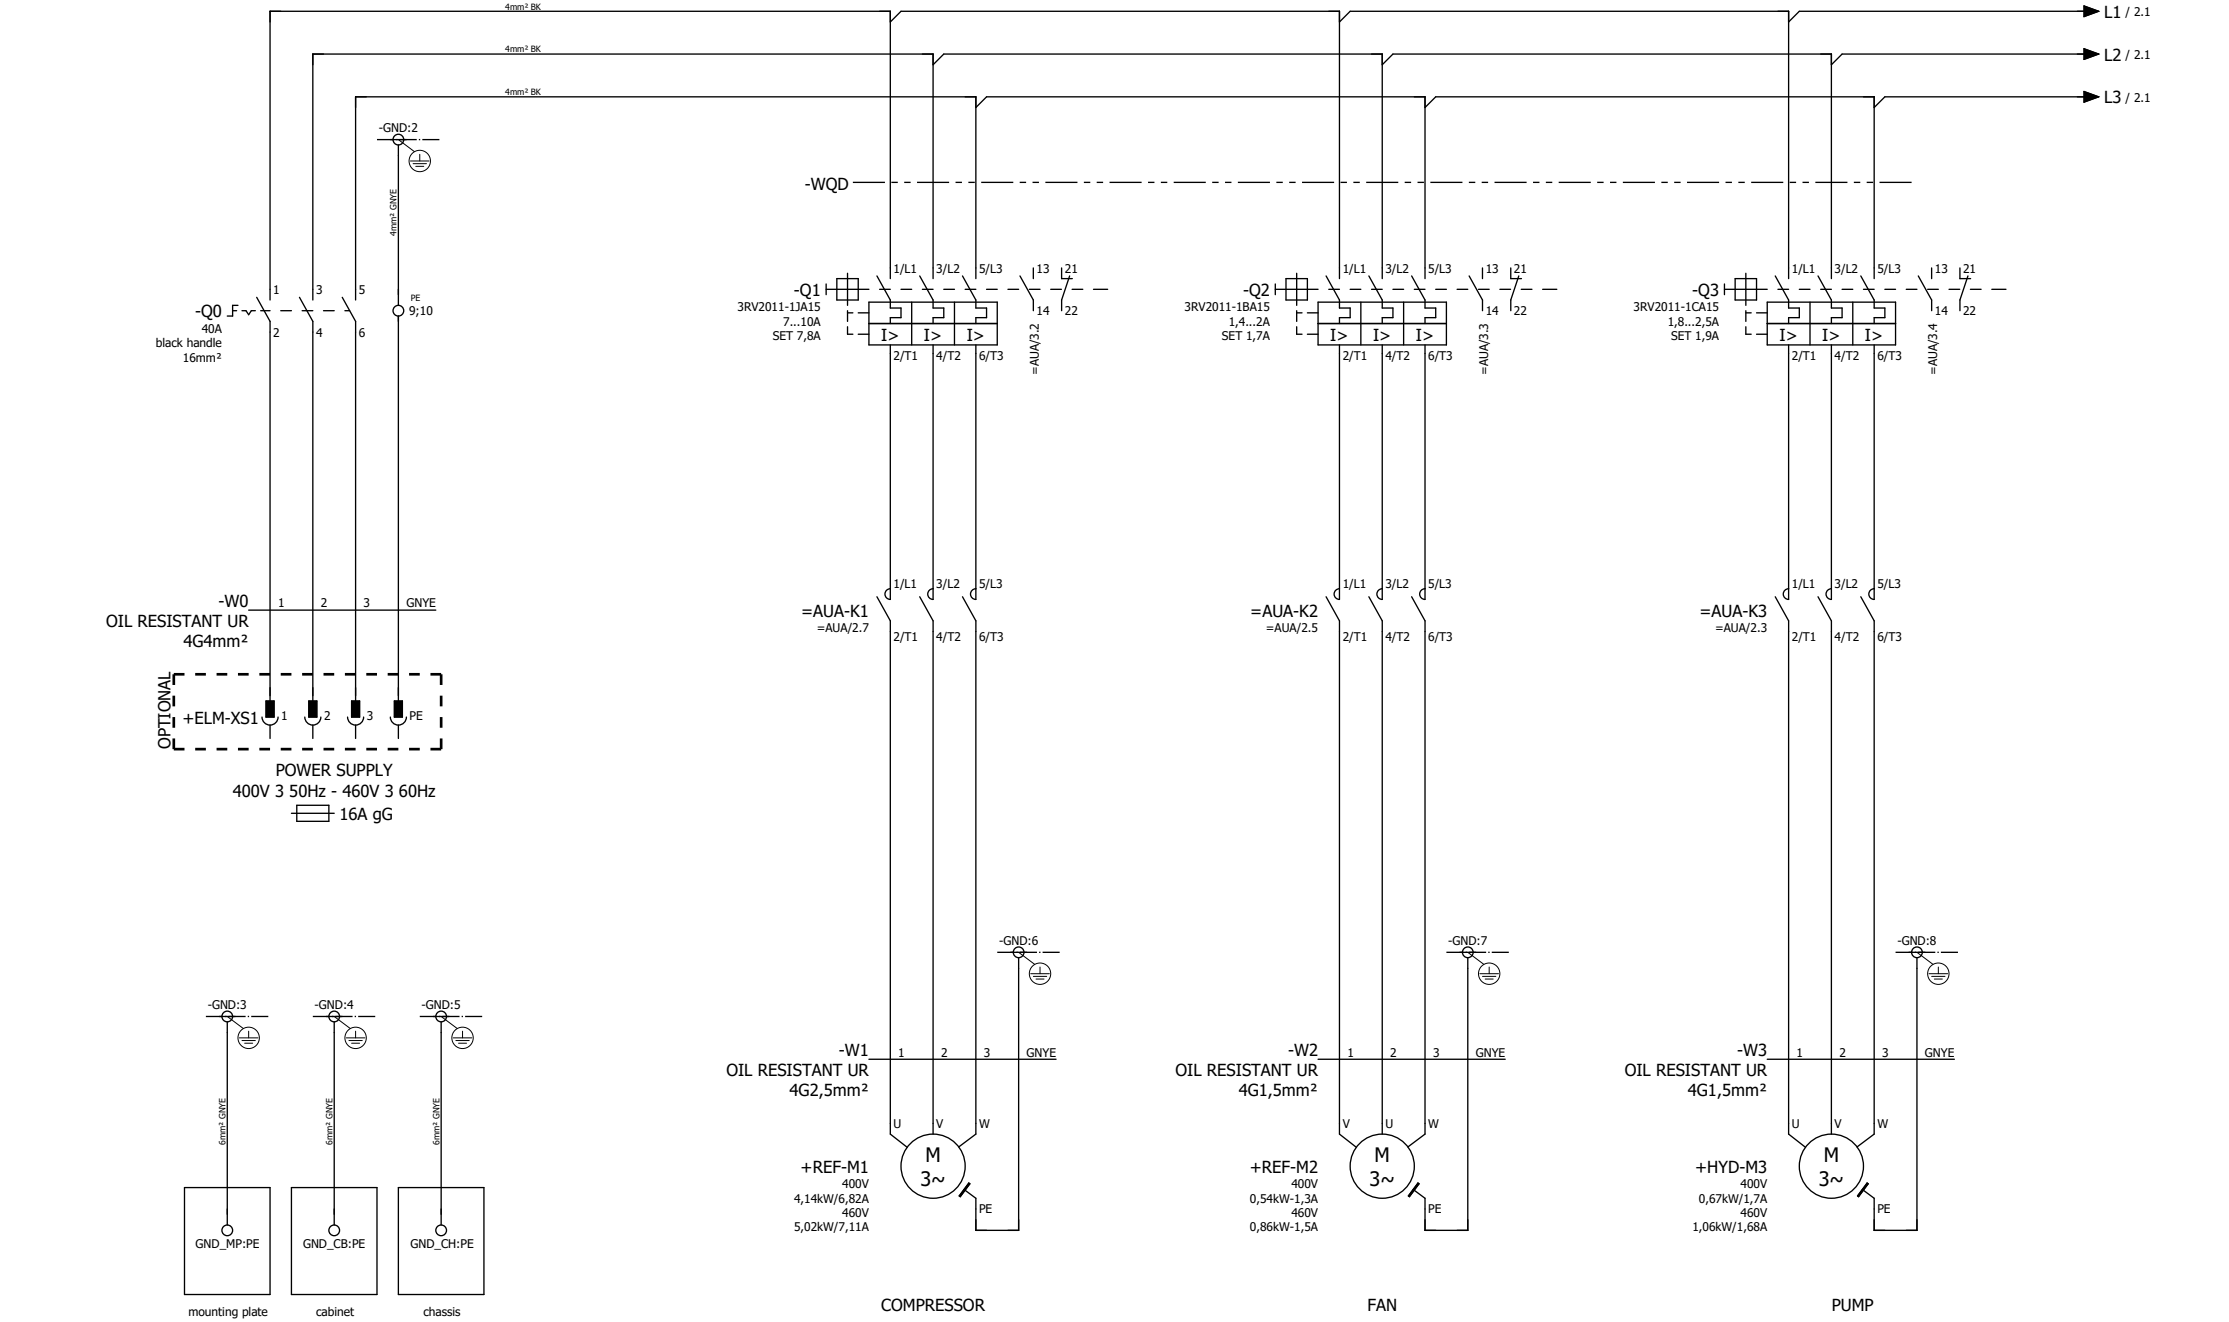 4mm² BK
L1 / 2.1
4mm² BK
L2 / 2.1
4mm² BK
L3 / 2.1
-GND:2
4mm² GNYE
-WQD
-Q0
40A
black handle
16mm²
1 3 5
2 4 6
PE
9;10
-Q1
3RV2011-1JA15
7...10A
SET 7,8A
1/L1 3/L2 5/L3 13 21
I> I> I>
2/T1 4/T2 6/T3 14 22
=AUA/3.2
-Q2
3RV2011-1BA15
1,4...2A
SET 1,7A
1/L1 3/L2 5/L3 13 21
I> I> I>
2/T1 4/T2 6/T3 14 22
=AUA/3.3
-Q3
3RV2011-1CA15
1,8...2,5A
SET 1,9A
1/L1 3/L2 5/L3 13 21
I> I> I>
2/T1 4/T2 6/T3 14 22
=AUA/3.4
-W0
OIL RESISTANT UR
4G4mm²
1 2 3 GNYE
=AUA-K1
=AUA/2.7
1/L1 3/L2 5/L3
2/T1 4/T2 6/T3
=AUA-K2
=AUA/2.5
1/L1 3/L2 5/L3
2/T1 4/T2 6/T3
=AUA-K3
=AUA/2.3
1/L1 3/L2 5/L3
2/T1 4/T2 6/T3
OPTIONAL
+ELM-XS1 1 2 3 PE
POWER SUPPLY
400V 3 50Hz - 460V 3 60Hz
16A gG
-GND:3
6mm² GNYE
GND_MP:PE
mounting plate
-GND:4
6mm² GNYE
GND_CB:PE
cabinet
-GND:5
6mm² GNYE
GND_CH:PE
chassis
-GND:6
-W1
OIL RESISTANT UR
4G2,5mm²
1 2 3 GNYE
U V W
M
3~
PE
+REF-M1
400V
4,14kW/6,82A
460V
5,02kW/7,11A
COMPRESSOR
-GND:7
-W2
OIL RESISTANT UR
4G1,5mm²
1 2 3 GNYE
V U W
M
3~
PE
+REF-M2
400V
0,54kW-1,3A
460V
0,86kW-1,5A
FAN
-GND:8
-W3
OIL RESISTANT UR
4G1,5mm²
1 2 3 GNYE
U V W
M
3~
PE
+HYD-M3
400V
0,67kW/1,7A
460V
1,06kW/1,68A
PUMP